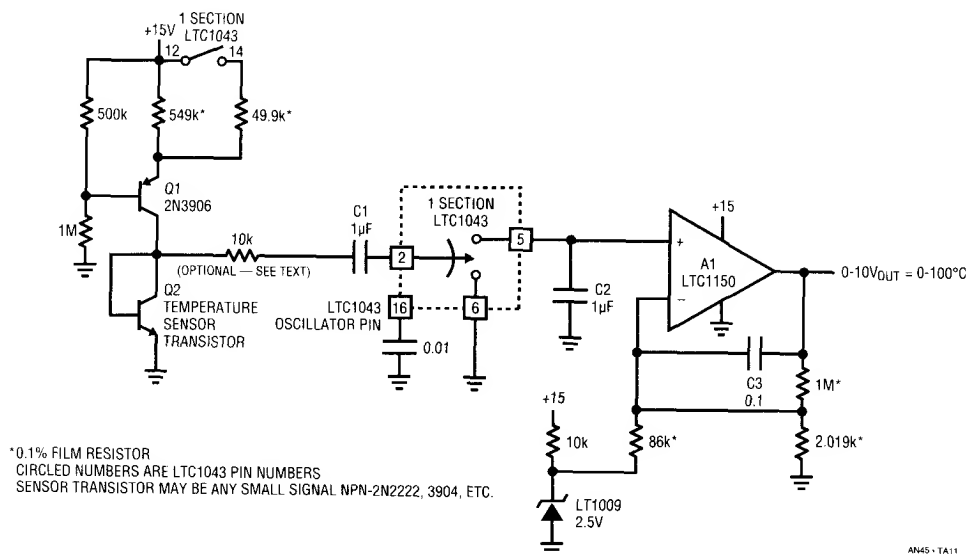 1 SECTION
LTC1043
+15V
12
14
500k
549k*
49.9k*
Q1
2N3906
1M
10k
(OPTIONAL — SEE TEXT)
C1
1µF
2
1 SECTION
LTC1043
5
+15
Q2
TEMPERATURE
SENSOR
TRANSISTOR
LTC1043
OSCILLATOR PIN
16
6
0.01
C2
1µF
+
A1
LTC1150
−
0-10VOUT = 0-100°C
C3
0.1
1M*
+15
10k
86k*
2.019k*
LT1009
2.5V
*0.1% FILM RESISTOR
CIRCLED NUMBERS ARE LTC1043 PIN NUMBERS
SENSOR TRANSISTOR MAY BE ANY SMALL SIGNAL NPN-2N2222, 3904, ETC.
AN45 • TA11